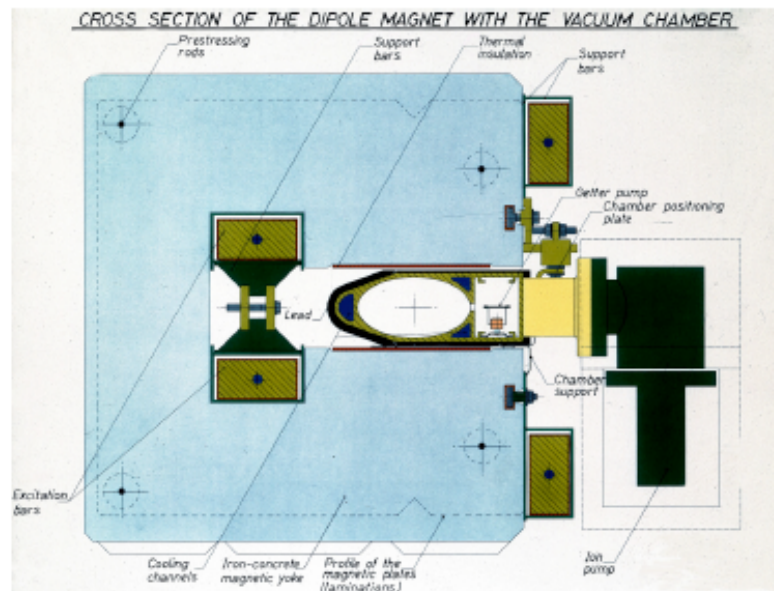 CROSS SECTION OF THE DIPOLE MAGNET WITH THE VACUUM CHAMBER
Prestressing
rods
Support
bars
Thermal
insulation
Support
bars
Getter pump
Chamber positioning
plate
Lead
Chamber
support
Excitation
bars
Cooling
channels
Iron-concrete
magnetic yoke
Profile of the
magnetic plates
(laminations)
Ion
pump